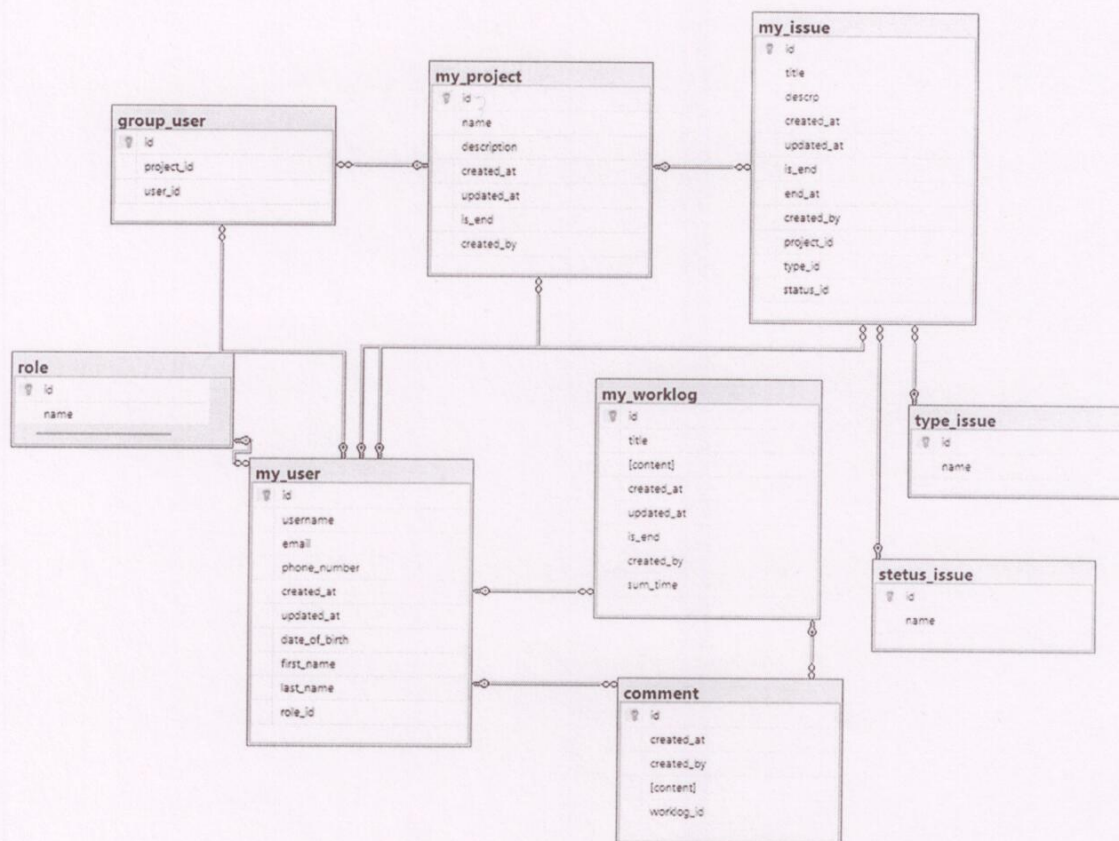 my_issue
id
title
descrp
created_at
updated_at
is_end
end_at
created_by
project_id
type_id
status_id
my_project
id
name
description
created_at
updated_at
is_end
created_by
group_user
id
project_id
user_id
role
id
name
my_worklog
id
title
[content]
created_at
updated_at
is_end
created_by
sum_time
type_issue
id
name
my_user
id
username
email
phone_number
created_at
updated_at
date_of_birth
first_name
last_name
role_id
stetus_issue
id
name
comment
id
created_at
created_by
[content]
worklog_id